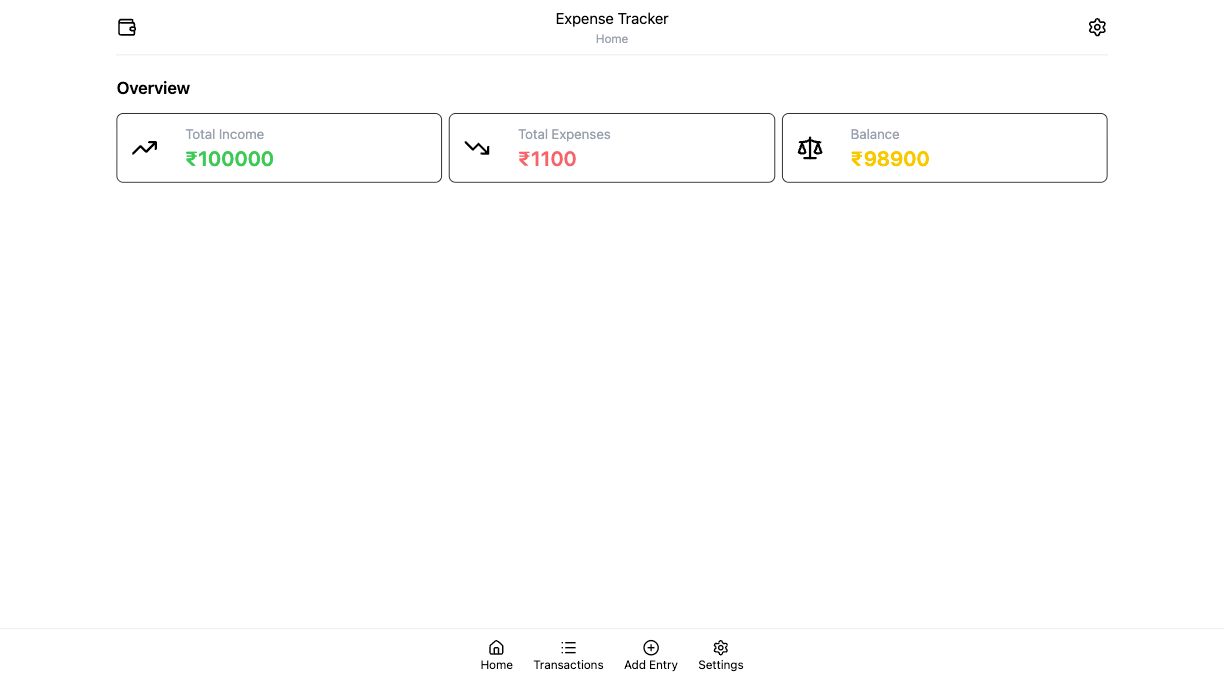 Expense Tracker
Home
Overview
Total Income
₹100000
Total Expenses
₹1100
Balance
₹98900
Home
Transactions
Add Entry
Settings